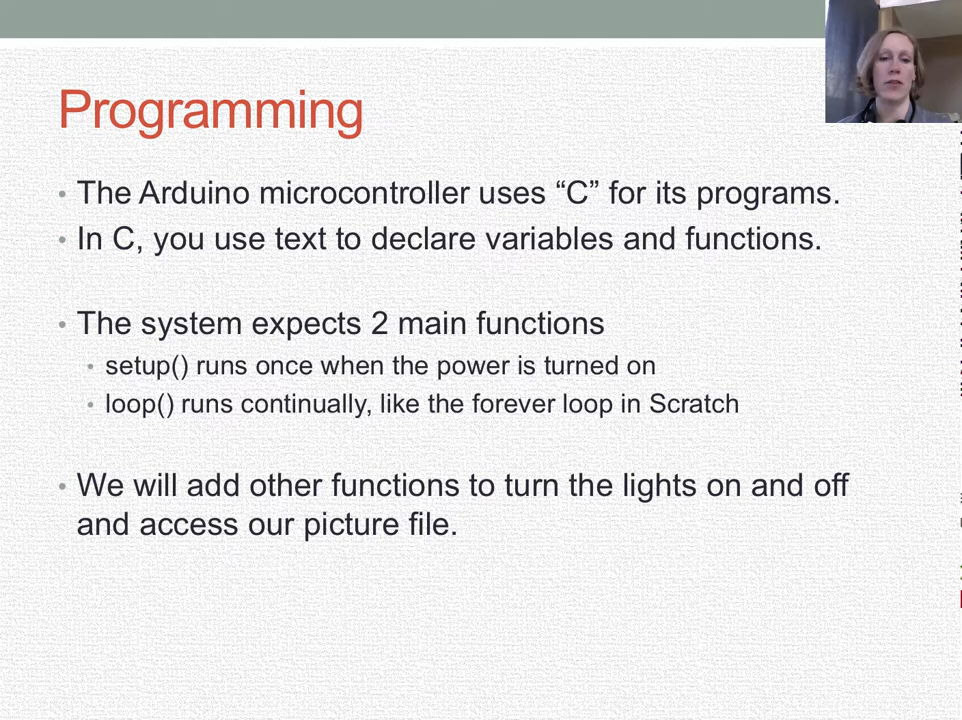 Programming
• The Arduino microcontroller uses “C” for its programs.
• In C, you use text to declare variables and functions.
• The system expects 2 main functions
• setup() runs once when the power is turned on
• loop() runs continually, like the forever loop in Scratch
• We will add other functions to turn the lights on and off
and access our picture file.